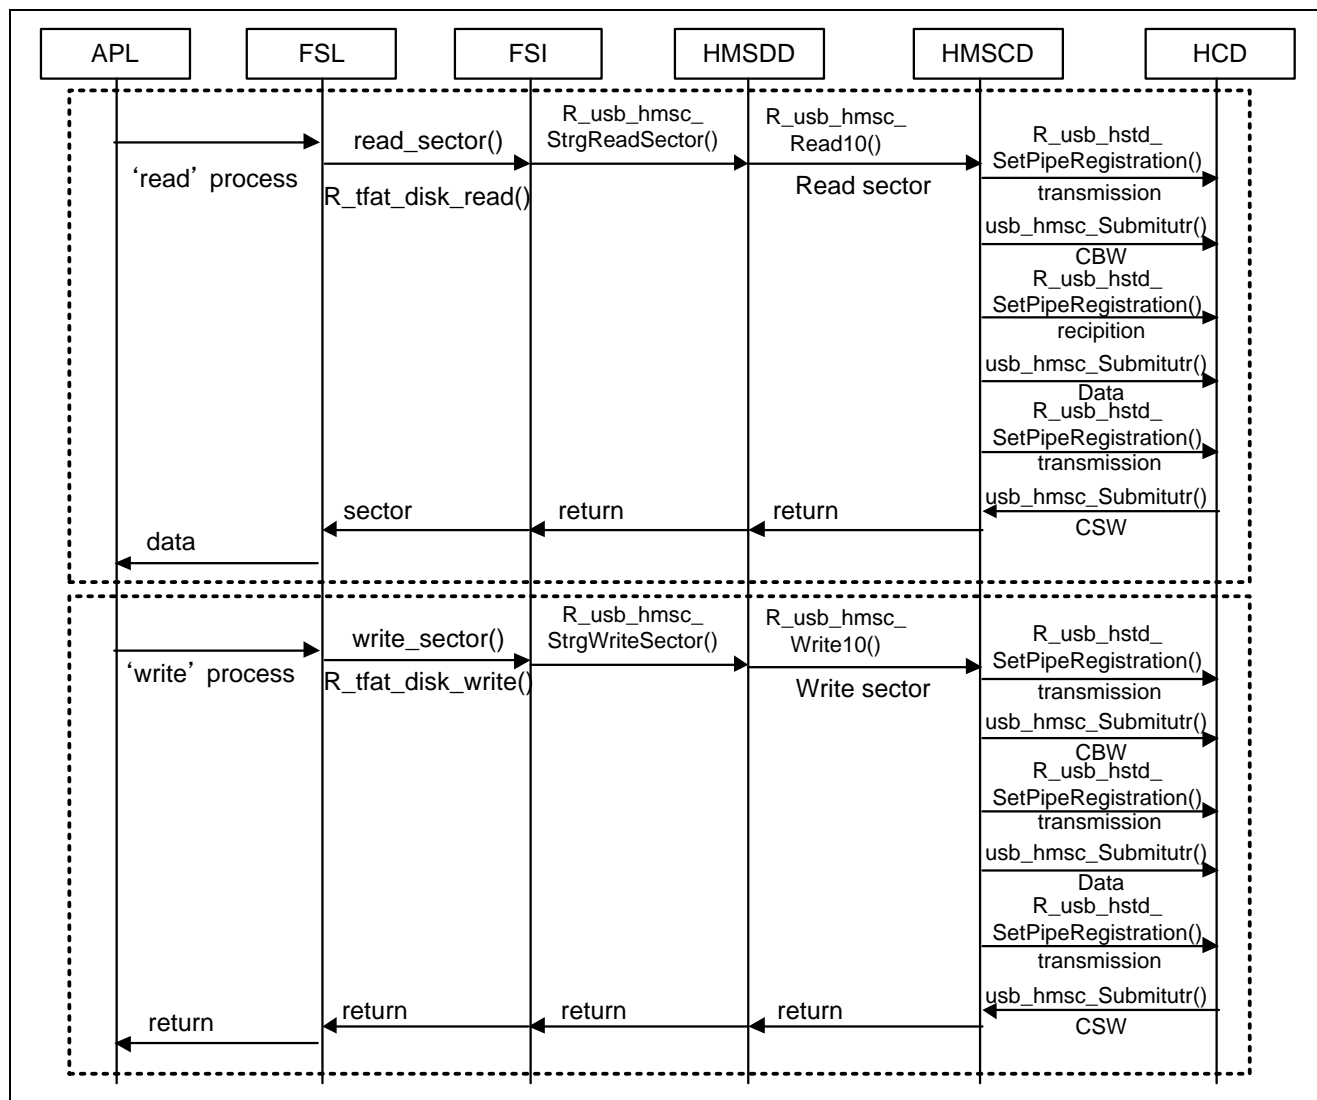 APL
FSL
FSI
HMSDD
HMSCD
HCD
‘read’ process
read_sector()
R_tfat_disk_read()
R_usb_hmsc_
StrgReadSector()
R_usb_hmsc_
Read10()
Read sector
R_usb_hstd_
SetPipeRegistration()
transmission
usb_hmsc_Submitutr()
CBW
R_usb_hstd_
SetPipeRegistration()
recipition
usb_hmsc_Submitutr()
Data
R_usb_hstd_
SetPipeRegistration()
transmission
usb_hmsc_Submitutr()
CSW
return
return
sector
data
‘write’ process
write_sector()
R_tfat_disk_write()
R_usb_hmsc_
StrgWriteSector()
R_usb_hmsc_
Write10()
Write sector
R_usb_hstd_
SetPipeRegistration()
transmission
usb_hmsc_Submitutr()
CBW
R_usb_hstd_
SetPipeRegistration()
transmission
usb_hmsc_Submitutr()
Data
R_usb_hstd_
SetPipeRegistration()
transmission
usb_hmsc_Submitutr()
CSW
return
return
return
return